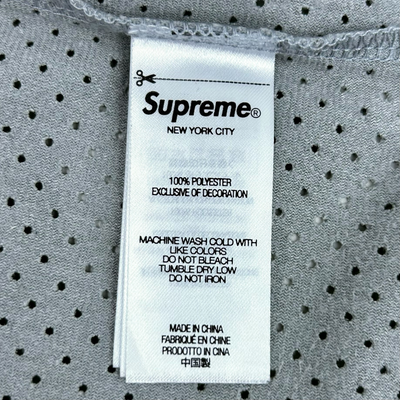 Supreme®
NEW YORK CITY
100% POLYESTER
EXCLUSIVE OF DECORATION
MACHINE WASH COLD WITH
LIKE COLORS
DO NOT BLEACH
TUMBLE DRY LOW
DO NOT IRON
MADE IN CHINA
FABRIQUÉ EN CHINE
PRODOTTO IN CINA
中国製